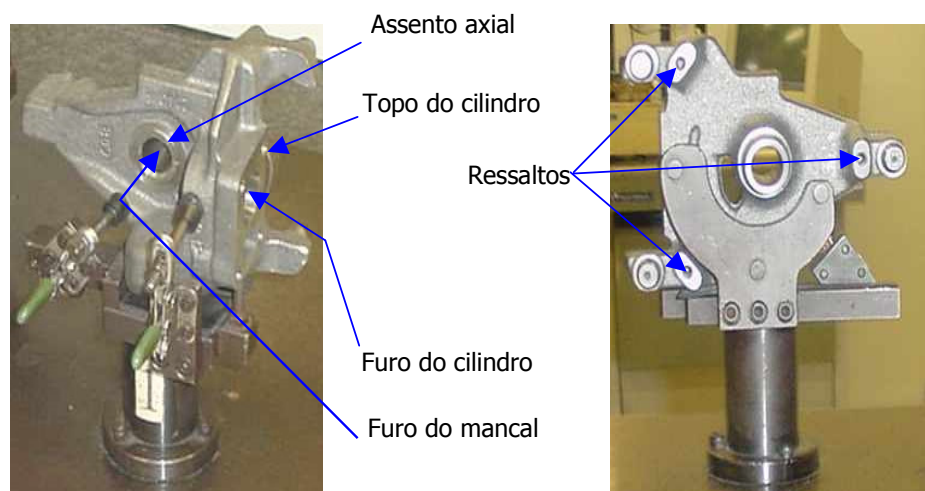 Assento axial
Topo do cilindro
Ressaltos
Furo do cilindro
Furo do mancal